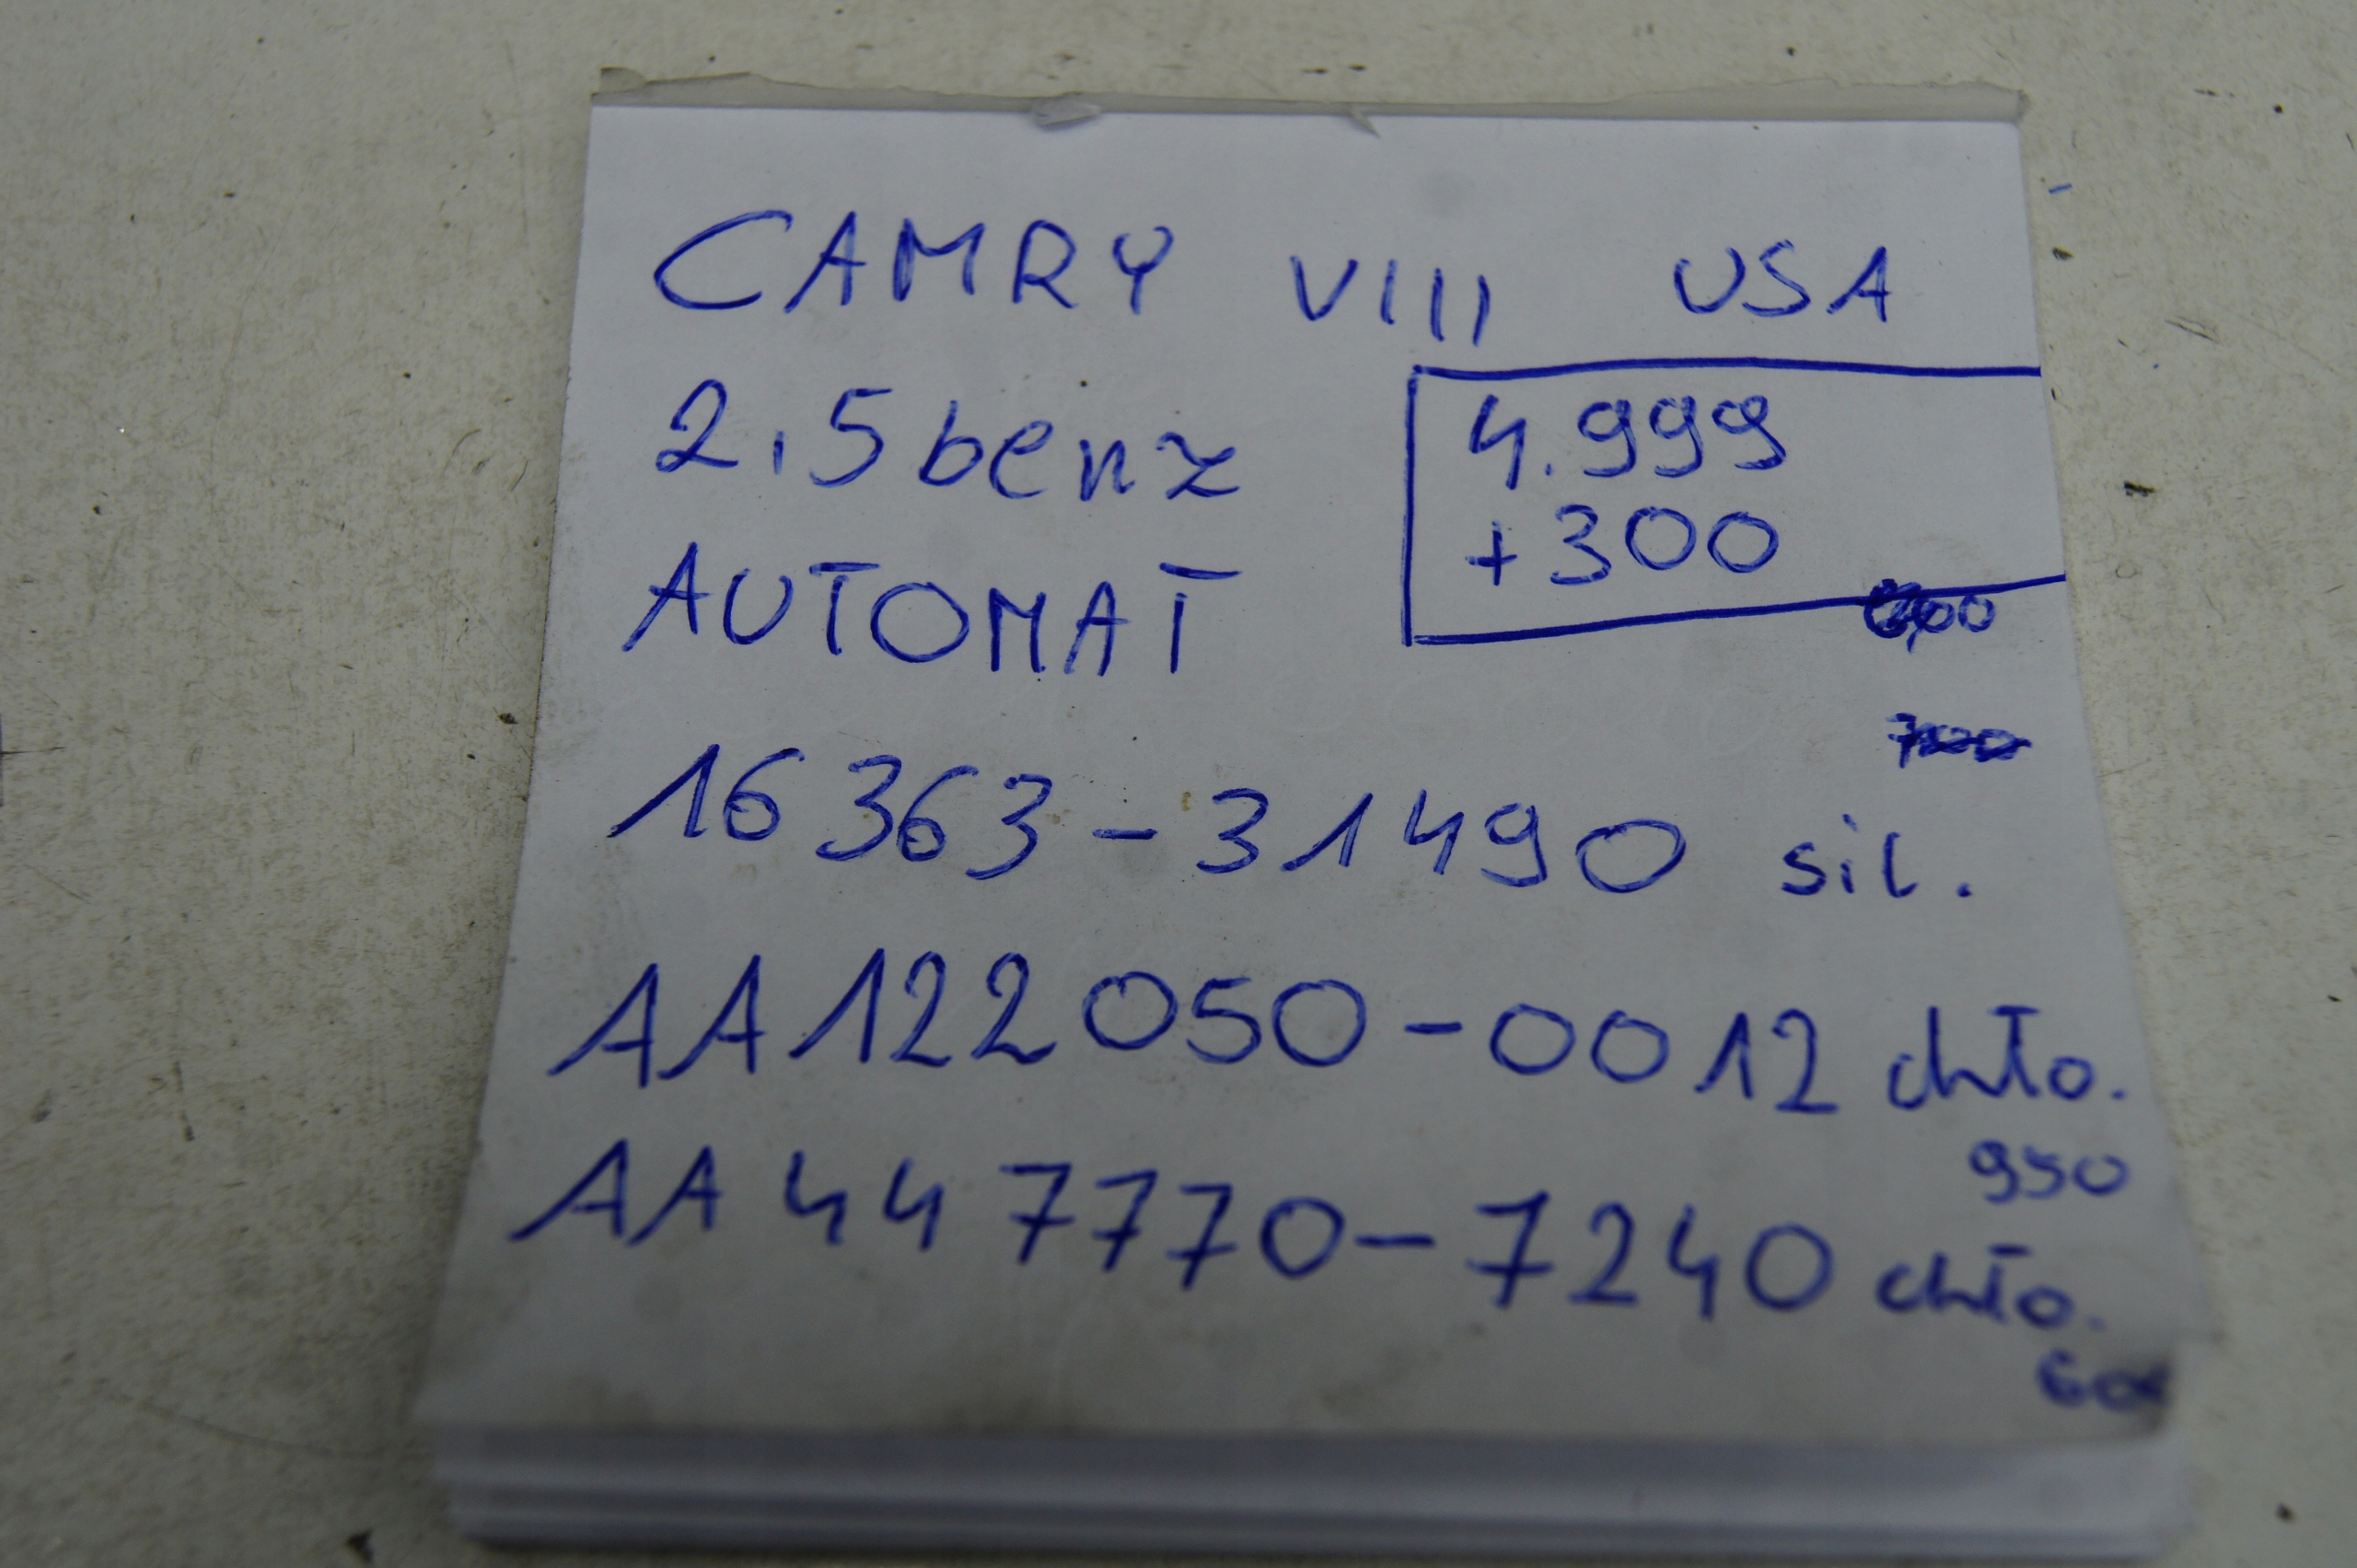 CAMRY VIII USA
2,5 benz
4.999
+300
AUTOMAT
16363-31490 sil.
AA122050-0012 chło.
950
AA447770-7240 chło.